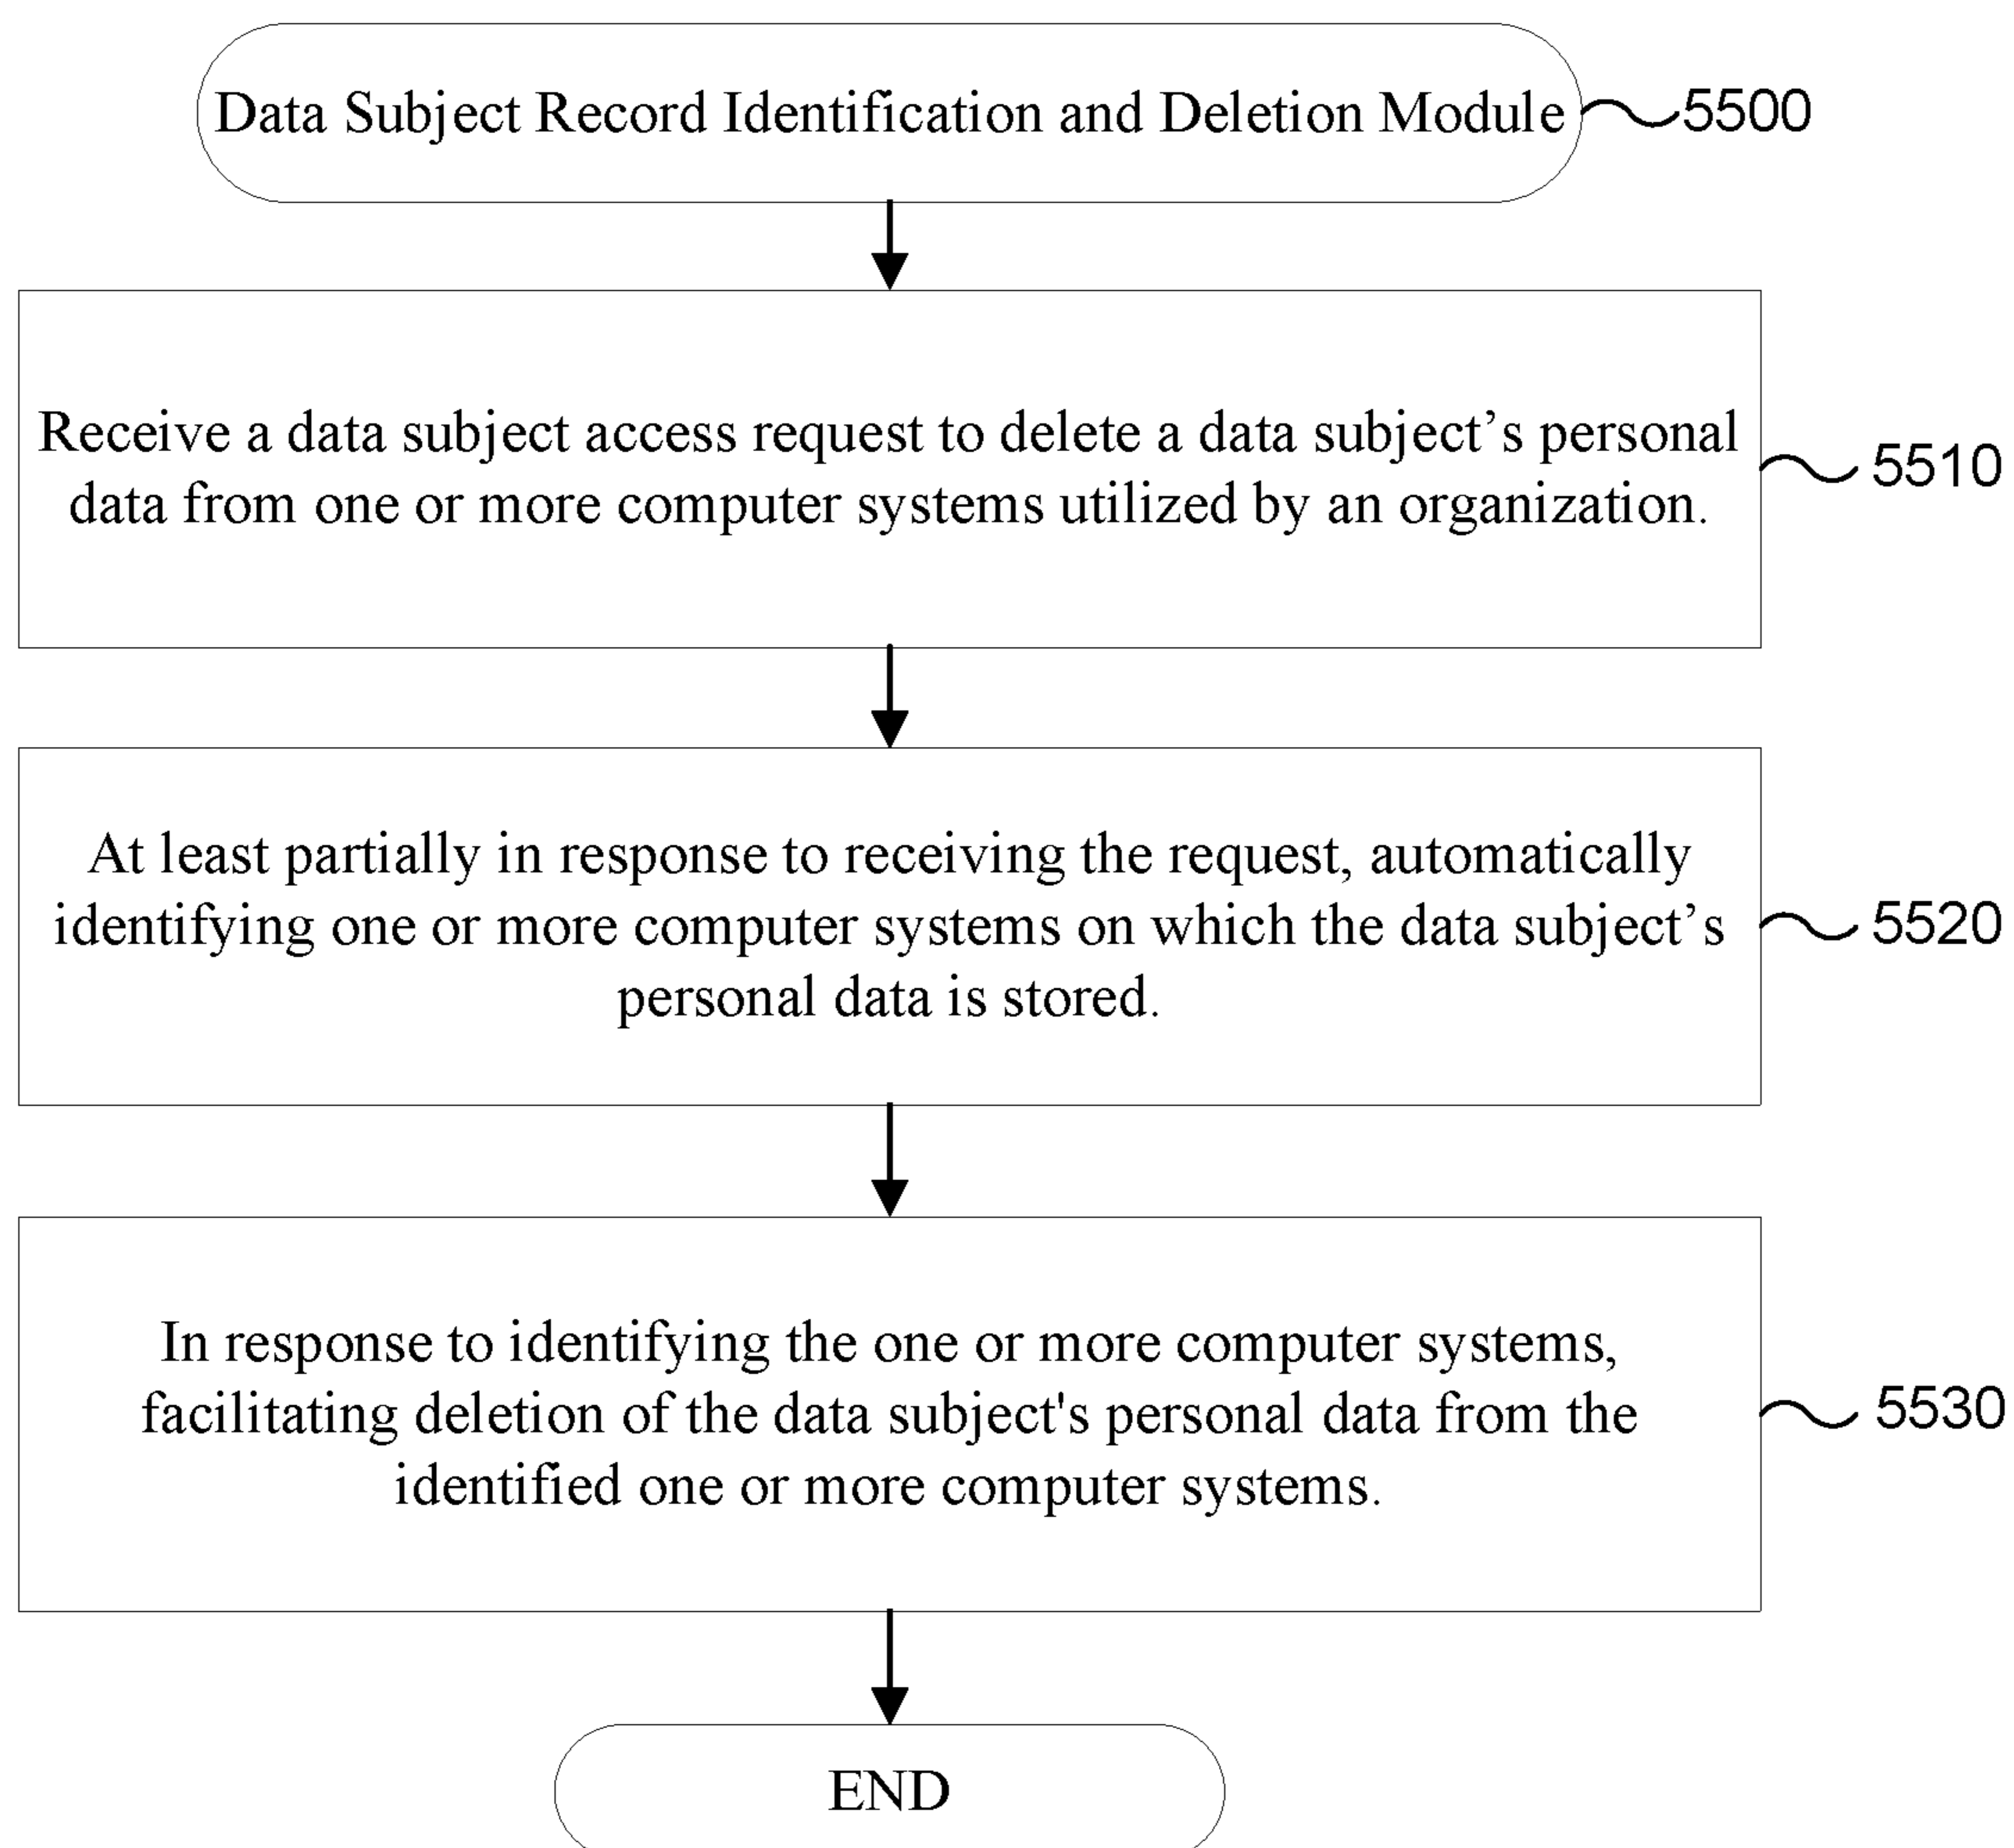 Data Subject Record Identification and Deletion Module
5500
Receive a data subject access request to delete a data subject’s personal
data from one or more computer systems utilized by an organization.
5510
At least partially in response to receiving the request, automatically
identifying one or more computer systems on which the data subject’s
personal data is stored.
5520
In response to identifying the one or more computer systems,
facilitating deletion of the data subject's personal data from the
identified one or more computer systems.
5530
END